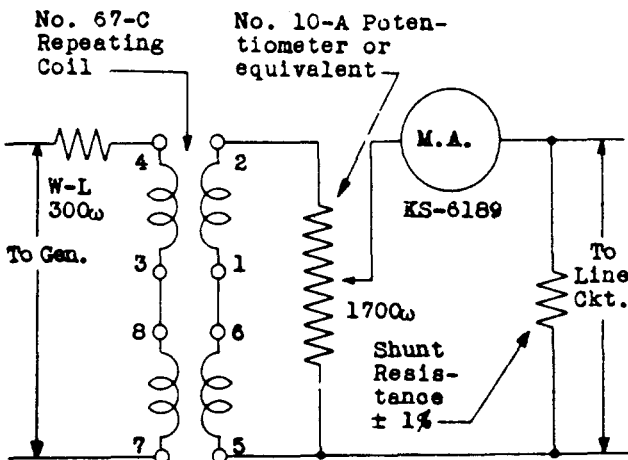 No. 67-C
Repeating
Coil
No. 10-A Poten-
tiometer or
equivalent
4
2
M.A.
W-L
300ω
KS-6189
To Gen.
3
1
To
Line
Ckt.
1700ω
8
6
Shunt
Resis-
tance
± 1%
7
5